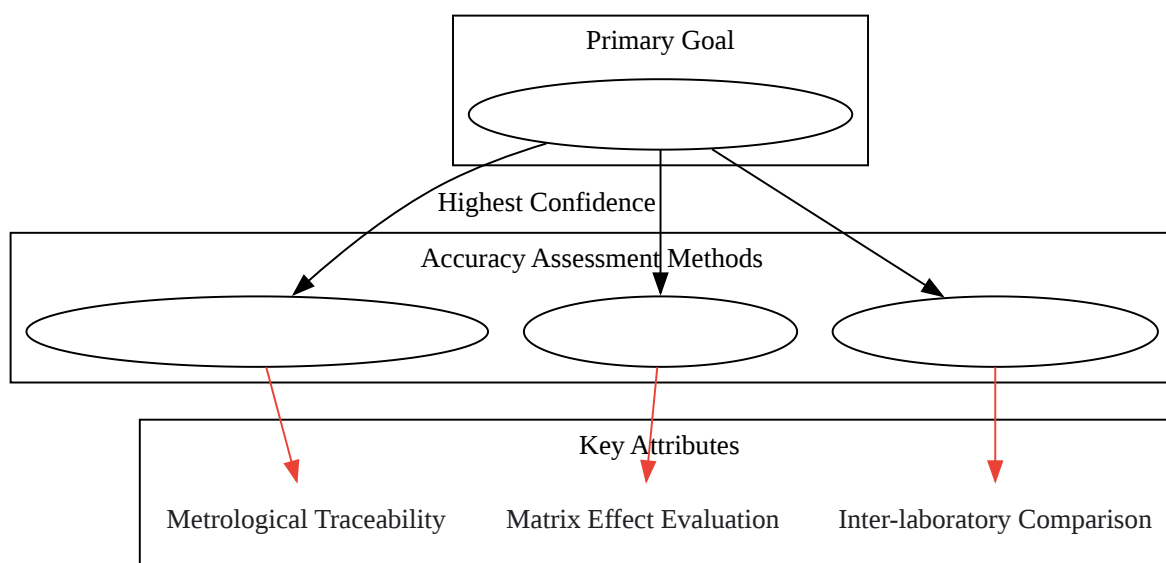 Primary Goal
Highest Confidence
Accuracy Assessment Methods
Key Attributes
Metrological Traceability
Matrix Effect Evaluation
Inter-laboratory Comparison